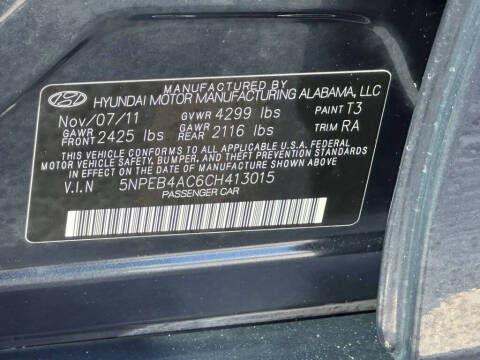 MANUFACTURED BY
HYUNDAI MOTOR MANUFACTURING ALABAMA, LLC
Nov/07/11 GVWR 4299 lbs PAINT T3
GAWR FRONT 2425 lbs GAWR REAR 2116 lbs TRIM RA
THIS VEHICLE CONFORMS TO ALL APPLICABLE U.S.A. FEDERAL
MOTOR VEHICLE SAFETY, BUMPER, AND THEFT PREVENTION STANDARDS
IN EFFECT ON THE DATE OF MANUFACTURE SHOWN ABOVE.
V.I.N 5NPEB4AC6CH413015
PASSENGER CAR